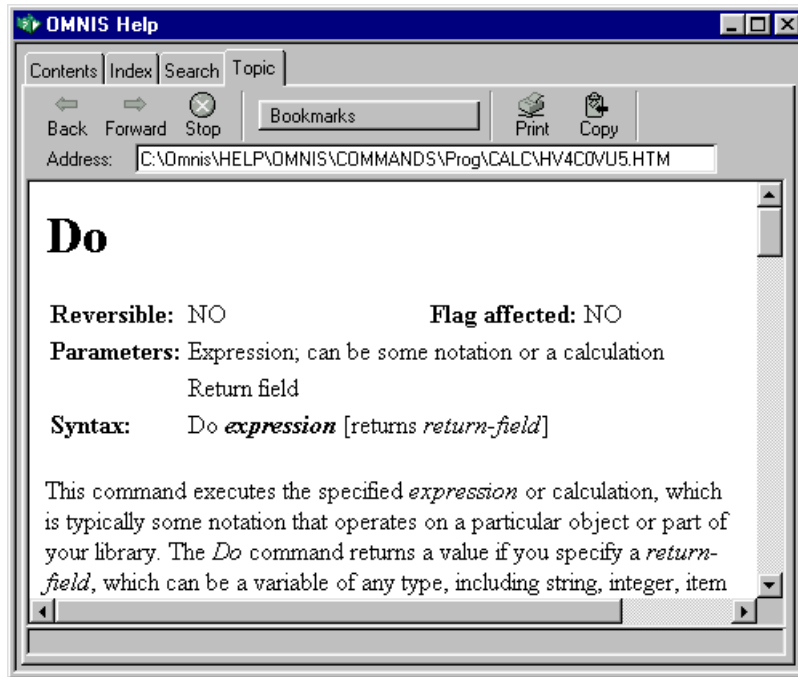 OMNIS Help
Contents Index Search Topic
Back Forward Stop Bookmarks Print Copy
Address: C:\Omnis\HELP\OMNIS\COMMANDS\Prog\CALC\HV4C0VU5.HTM
Do
Reversible: NO Flag affected: NO
Parameters: Expression; can be some notation or a calculation
Return field
Syntax: Do expression [returns return-field]
This command executes the specified expression or calculation, which
is typically some notation that operates on a particular object or part of
your library. The Do command returns a value if you specify a return-
field, which can be a variable of any type, including string, integer, item